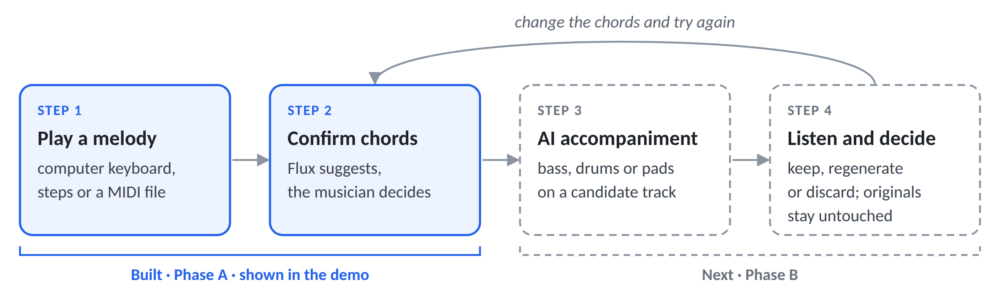 change the chords and try again
STEP 1
Play a melody
computer keyboard,
steps or a MIDI file
STEP 2
Confirm chords
Flux suggests,
the musician decides
STEP 3
AI accompaniment
bass, drums or pads
on a candidate track
STEP 4
Listen and decide
keep, regenerate
or discard; originals
stay untouched
Built · Phase A · shown in the demo
Next · Phase B